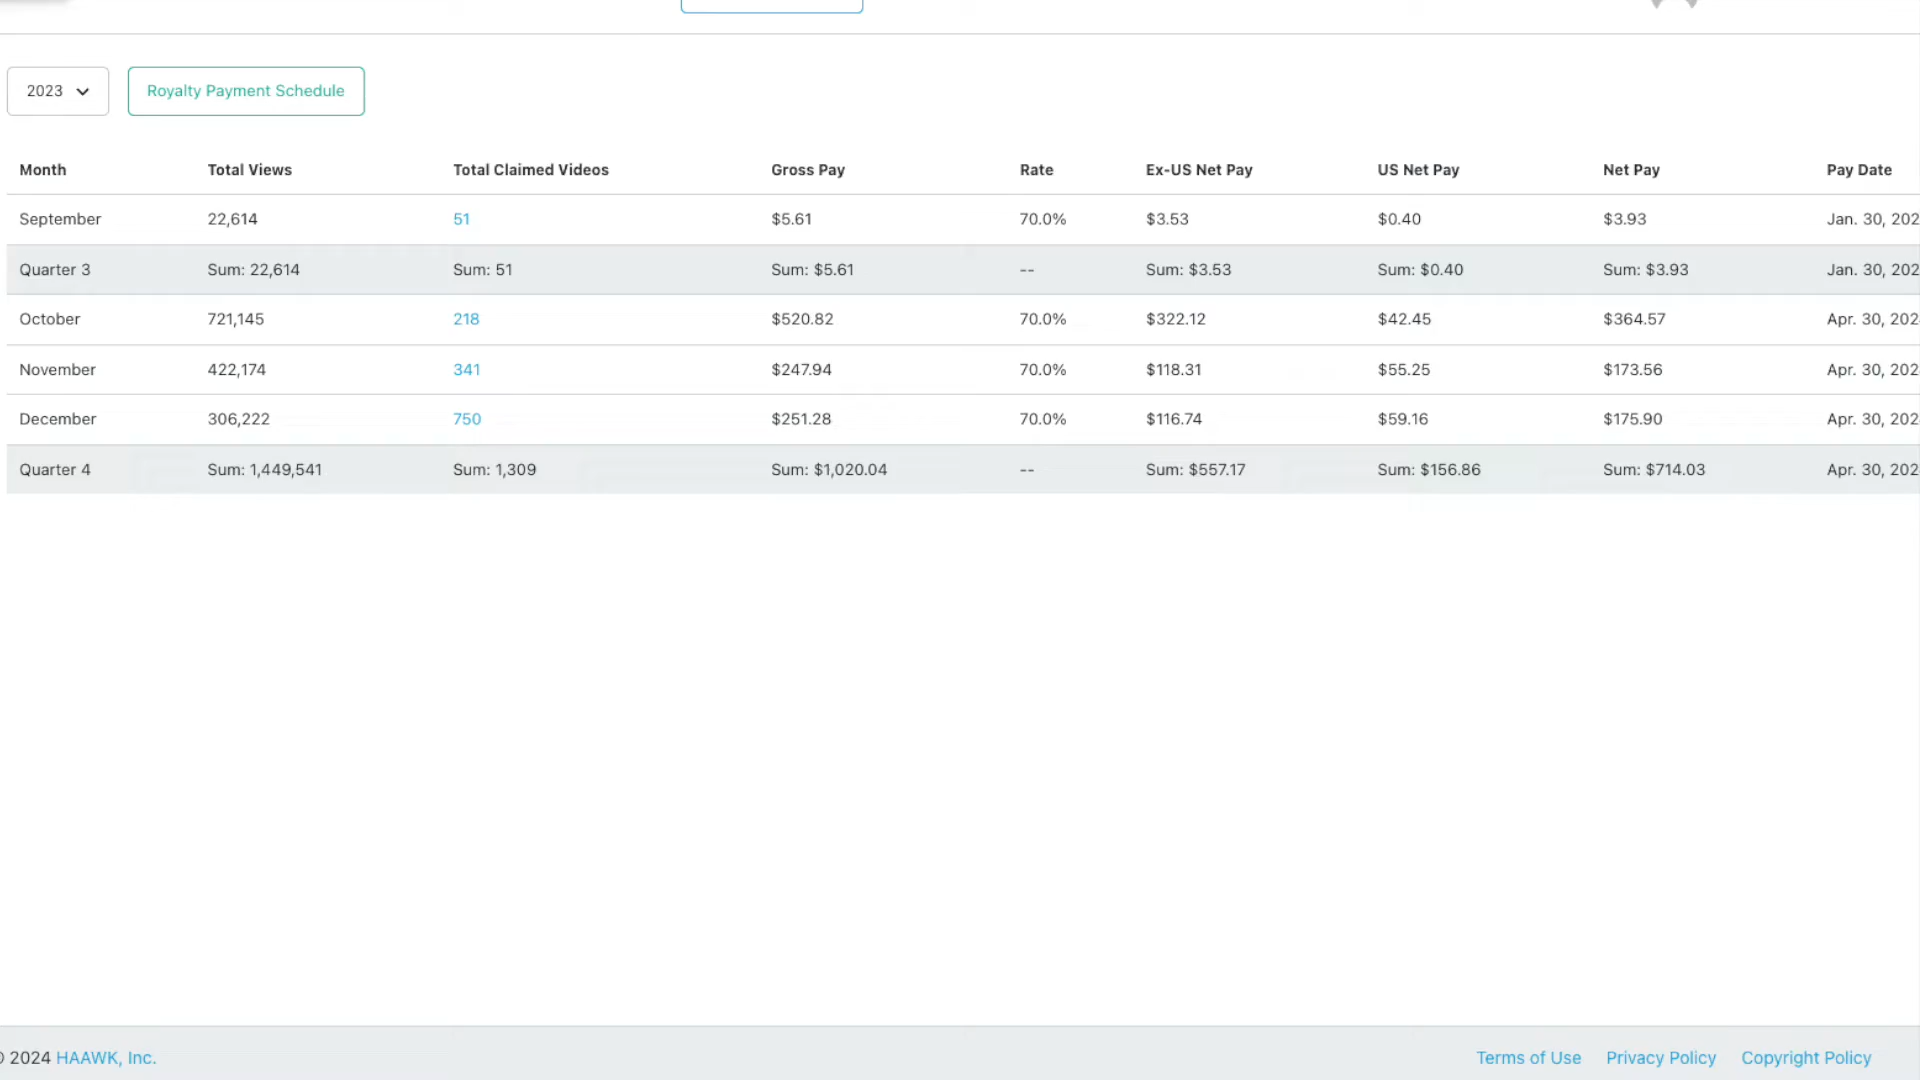 2023
Royalty Payment Schedule
Month Total Views Total Claimed Videos Gross Pay Rate Ex-US Net Pay US Net Pay Net Pay Pay Date
September 22,614 51 $5.61 70.0% $3.53 $0.40 $3.93 Jan. 30, 202
Quarter 3 Sum: 22,614 Sum: 51 Sum: $5.61 -- Sum: $3.53 Sum: $0.40 Sum: $3.93 Jan. 30, 202
October 721,145 218 $520.82 70.0% $322.12 $42.45 $364.57 Apr. 30, 202
November 422,174 341 $247.94 70.0% $118.31 $55.25 $173.56 Apr. 30, 202
December 306,222 750 $251.28 70.0% $116.74 $59.16 $175.90 Apr. 30, 202
Quarter 4 Sum: 1,449,541 Sum: 1,309 Sum: $1,020.04 -- Sum: $557.17 Sum: $156.86 Sum: $714.03 Apr. 30, 202
© 2024 HAAWK, Inc. Terms of Use Privacy Policy Copyright Policy